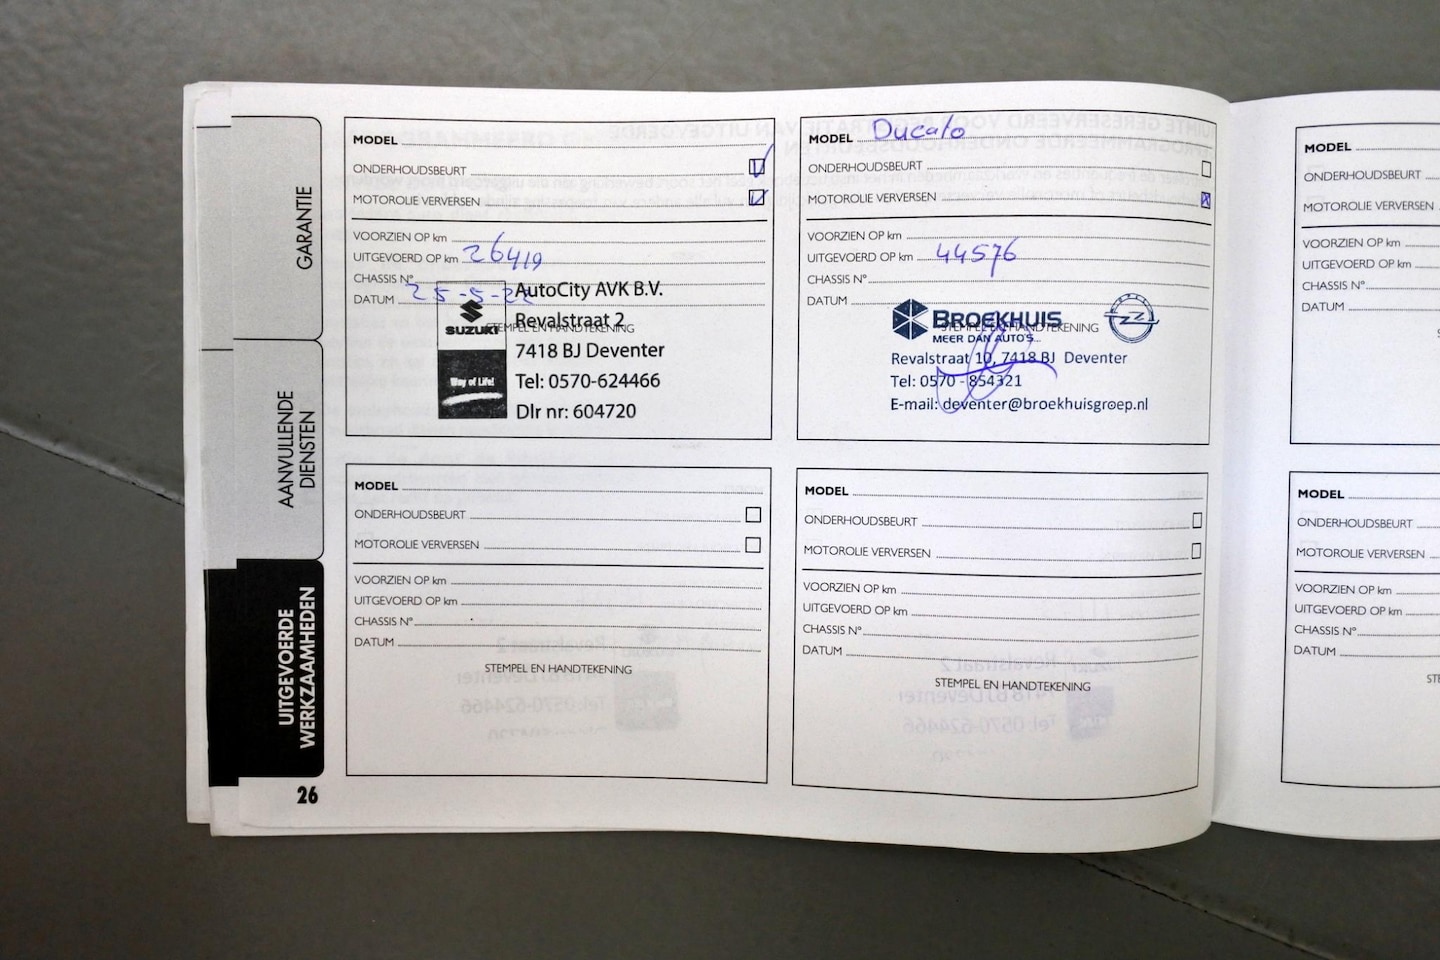 GARANTIE
AANVULLENDE
DIENSTEN
UITGEVOERDE
WERKZAAMHEDEN
26
MODEL
ONDERHOUDSBEURT
MOTOROLIE VERVERSEN
VOORZIEN OP km
UITGEVOERD OP km 26419
CHASSIS N°
DATUM 25-5-22
STEMPEL EN HANDTEKENING
SUZUKI
Way of Life!
AutoCity AVK B.V.
Revalstraat 2
7418 BJ Deventer
Tel: 0570-624466
Dlr nr: 604720
MODEL Ducato
ONDERHOUDSBEURT
MOTOROLIE VERVERSEN
VOORZIEN OP km
UITGEVOERD OP km 44576
CHASSIS N°
DATUM
STEMPEL EN HANDTEKENING
BROEKHUIS
MEER DAN AUTO'S...
Revalstraat 10, 7418 BJ Deventer
Tel: 0570 - 854321
E-mail: deventer@broekhuisgroep.nl
MODEL
ONDERHOUDSBEURT
MOTOROLIE VERVERSEN
VOORZIEN OP km
UITGEVOERD OP km
CHASSIS N°
DATUM
ST
MODEL
ONDERHOUDSBEURT
MOTOROLIE VERVERSEN
VOORZIEN OP km
UITGEVOERD OP km
CHASSIS N°
DATUM
STEMPEL EN HANDTEKENING
MODEL
ONDERHOUDSBEURT
MOTOROLIE VERVERSEN
VOORZIEN OP km
UITGEVOERD OP km
CHASSIS N°
DATUM
STEMPEL EN HANDTEKENING
MODEL
ONDERHOUDSBEURT
MOTOROLIE VERVERSEN
VOORZIEN OP km
UITGEVOERD OP km
CHASSIS N°
DATUM
STE